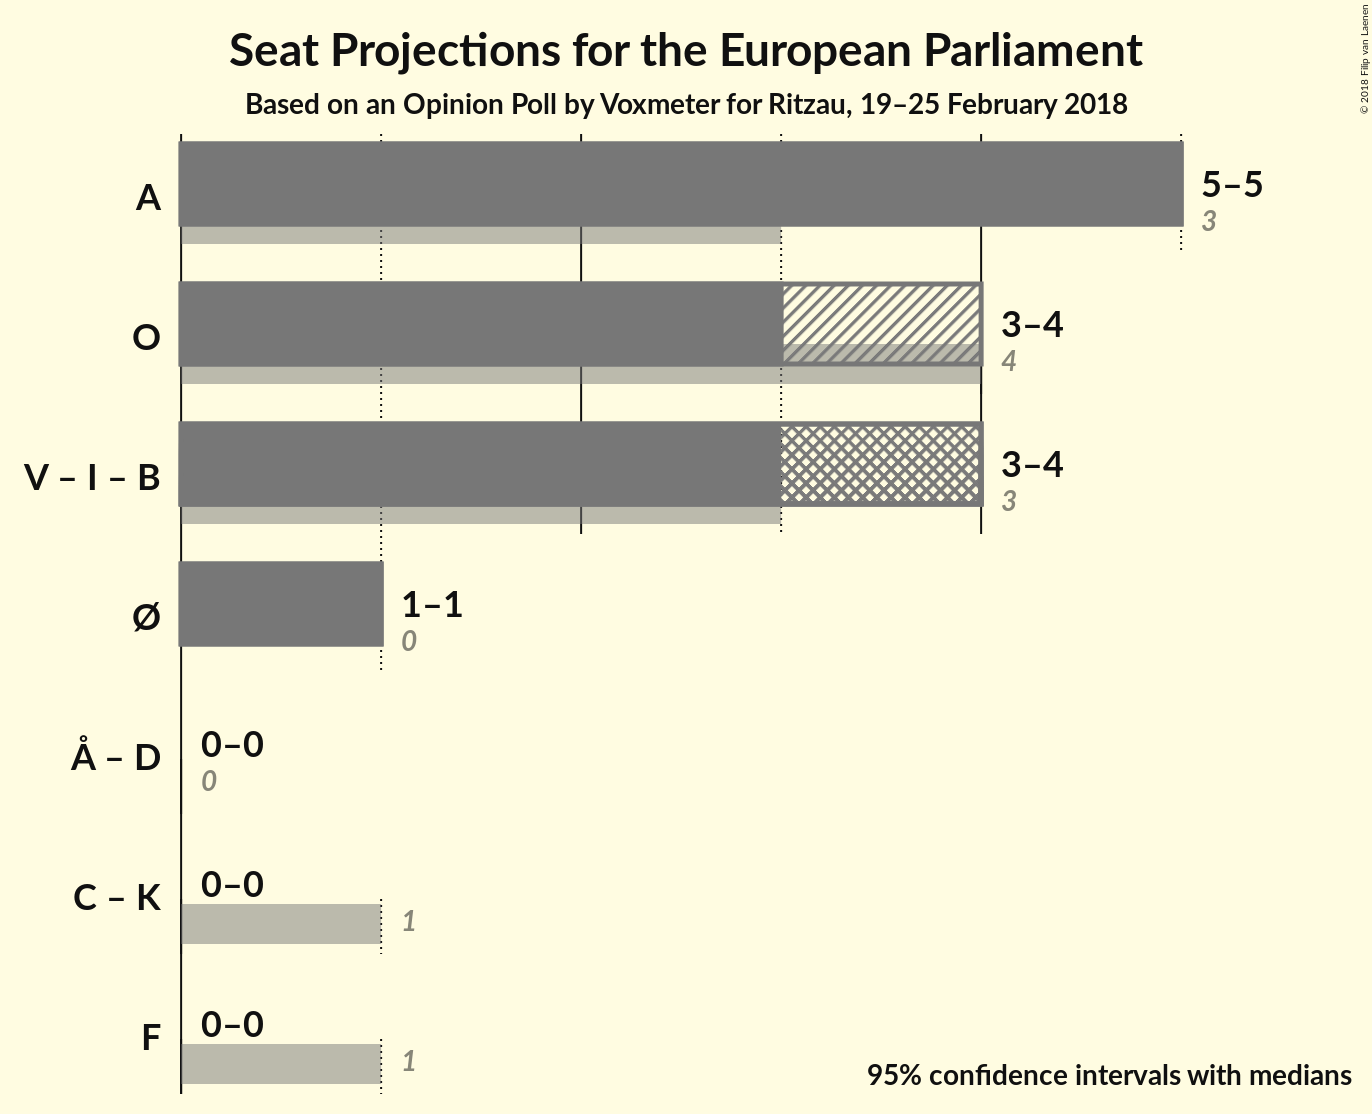 Seat Projections for the European Parliament
Based on an Opinion Poll by Voxmeter for Ritzau, 19–25 February 2018
© 2018 Filip van Laenen
A
5–5
3
O
3–4
4
V – I – B
3–4
3
Ø
1–1
0
Å – D
0–0
0
C – K
0–0
1
F
0–0
1
95% confidence intervals with medians